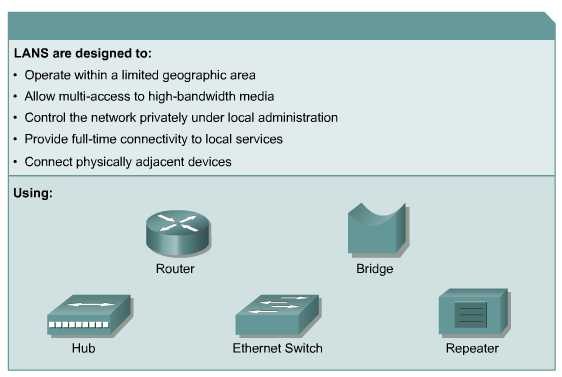 LANS are designed to:
• Operate within a limited geographic area
• Allow multi-access to high-bandwidth media
• Control the network privately under local administration
• Provide full-time connectivity to local services
• Connect physically adjacent devices
Using:
Router
Bridge
Hub
Ethernet Switch
Repeater